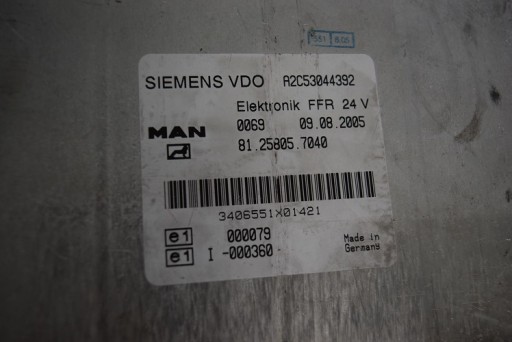 SIEMENS VDO A2C53044392
Elektronik FFR 24 V
MAN 0069 09.08.2005
81.25805.7040
3406551X01421
e1 000079 Made in
e1 I -000360 Germany